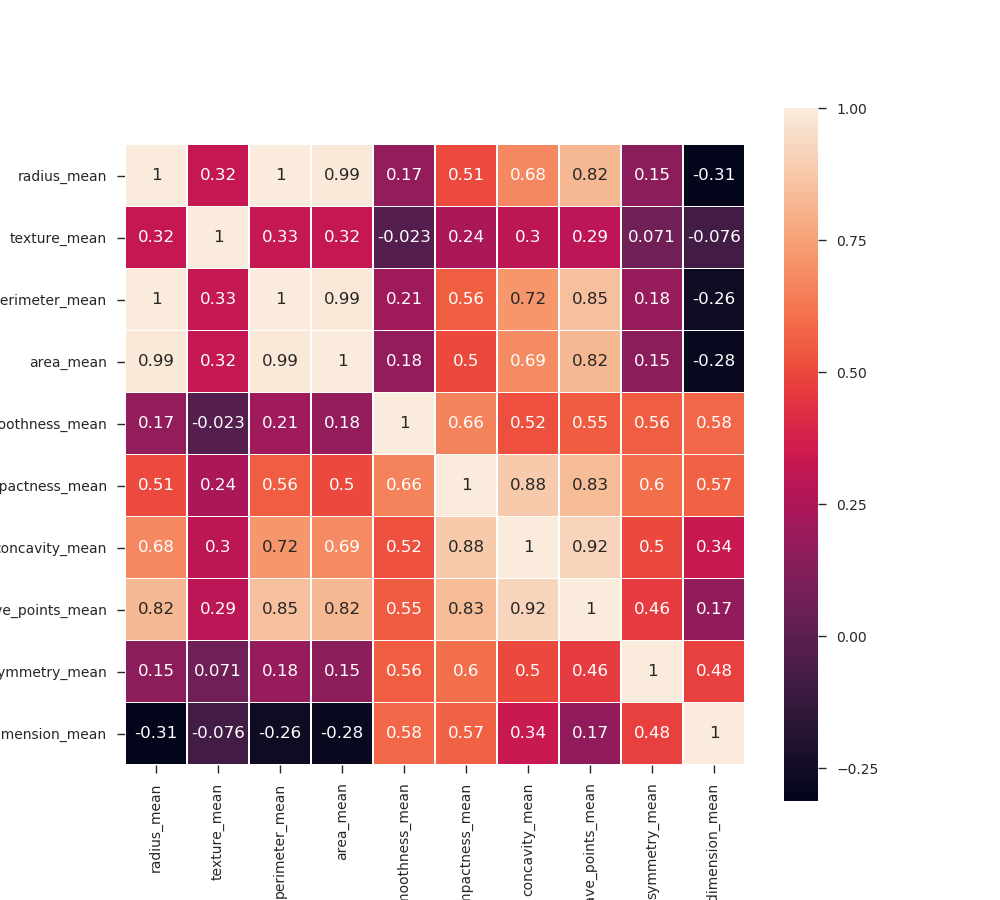 1.00
radius_mean 1 0.32 1 0.99 0.17 0.51 0.68 0.82 0.15 -0.31
texture_mean 0.32 1 0.33 0.32 -0.023 0.24 0.3 0.29 0.071 -0.076
0.75
erimeter_mean 1 0.33 1 0.99 0.21 0.56 0.72 0.85 0.18 -0.26
area_mean 0.99 0.32 0.99 1 0.18 0.5 0.69 0.82 0.15 -0.28
0.50
oothness_mean 0.17 -0.023 0.21 0.18 1 0.66 0.52 0.55 0.56 0.58
pactness_mean 0.51 0.24 0.56 0.5 0.66 1 0.88 0.83 0.6 0.57
0.25
concavity_mean 0.68 0.3 0.72 0.69 0.52 0.88 1 0.92 0.5 0.34
ve_points_mean 0.82 0.29 0.85 0.82 0.55 0.83 0.92 1 0.46 0.17
0.00
ymmetry_mean 0.15 0.071 0.18 0.15 0.56 0.6 0.5 0.46 1 0.48
mension_mean -0.31 -0.076 -0.26 -0.28 0.58 0.57 0.34 0.17 0.48 1
−0.25
radius_mean
texture_mean
perimeter_mean
area_mean
noothness_mean
mpactness_mean
concavity_mean
ave_points_mean
symmetry_mean
dimension_mean